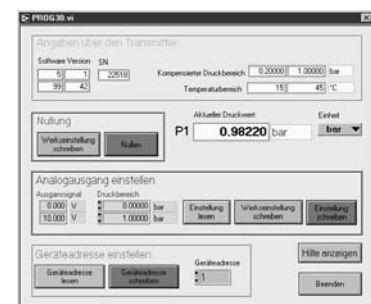 PROG30.vi
Angaben über den Transmitter
Software Version SN
5 1 22518 Kompensierter Druckbereich 0.20000 1.00000 bar
99 42 Temperaturbereich 15 45 °C
Nullung
Werkseinstellung schreiben Nullen
Aktueller Druckwert Einheit
P1 0.98220 bar bar
Analogausgang einstellen
Ausgangssignal Druckbereich
0.000 V 0.00000 bar
10.000 V 1.00000 bar
Einstellung lesen Werkseinstellung schreiben Einstellung schreiben
Geräteadresse einstellen
Geräteadresse lesen Geräteadresse schreiben
Geräteadresse
1
Hilfe anzeigen
Beenden